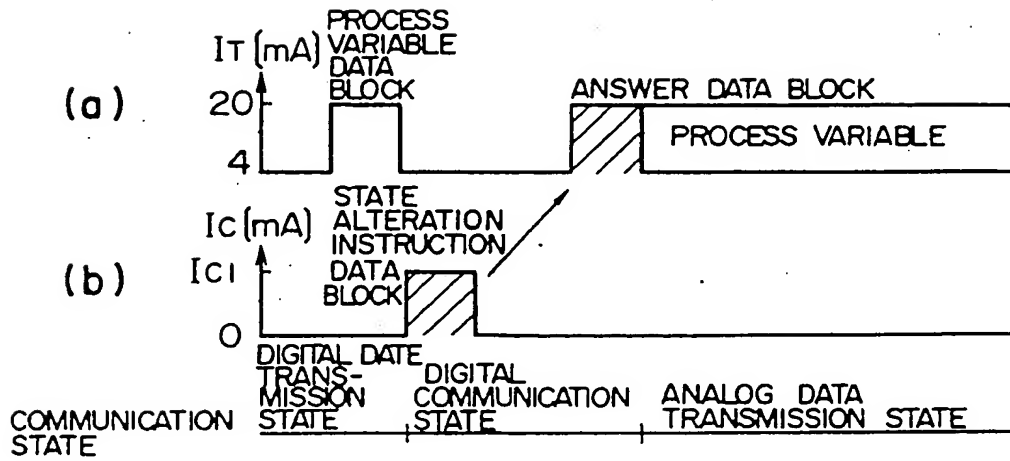 PROCESS
VARIABLE
DATA
BLOCK
IT (mA)
(a)
20
4
ANSWER DATA BLOCK
PROCESS VARIABLE
STATE
ALTERATION
INSTRUCTION
DATA
BLOCK
IC (mA)
(b)
IC1
0
DIGITAL DATE
TRANS-
MISSION
STATE
DIGITAL
COMMUNICATION
STATE
ANALOG DATA
TRANSMISSION STATE
COMMUNICATION
STATE